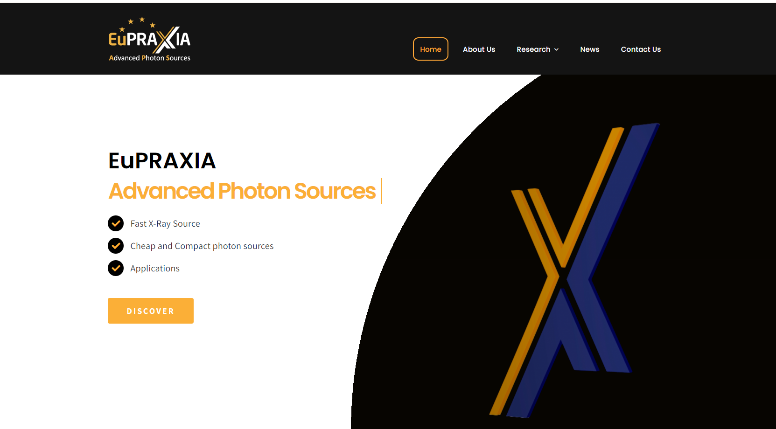 EuPRAXIA
Advanced Photon Sources
Home
About Us
Research
News
Contact Us
EuPRAXIA
Advanced Photon Sources
Fast X-Ray Source
Cheap and Compact photon sources
Applications
DISCOVER